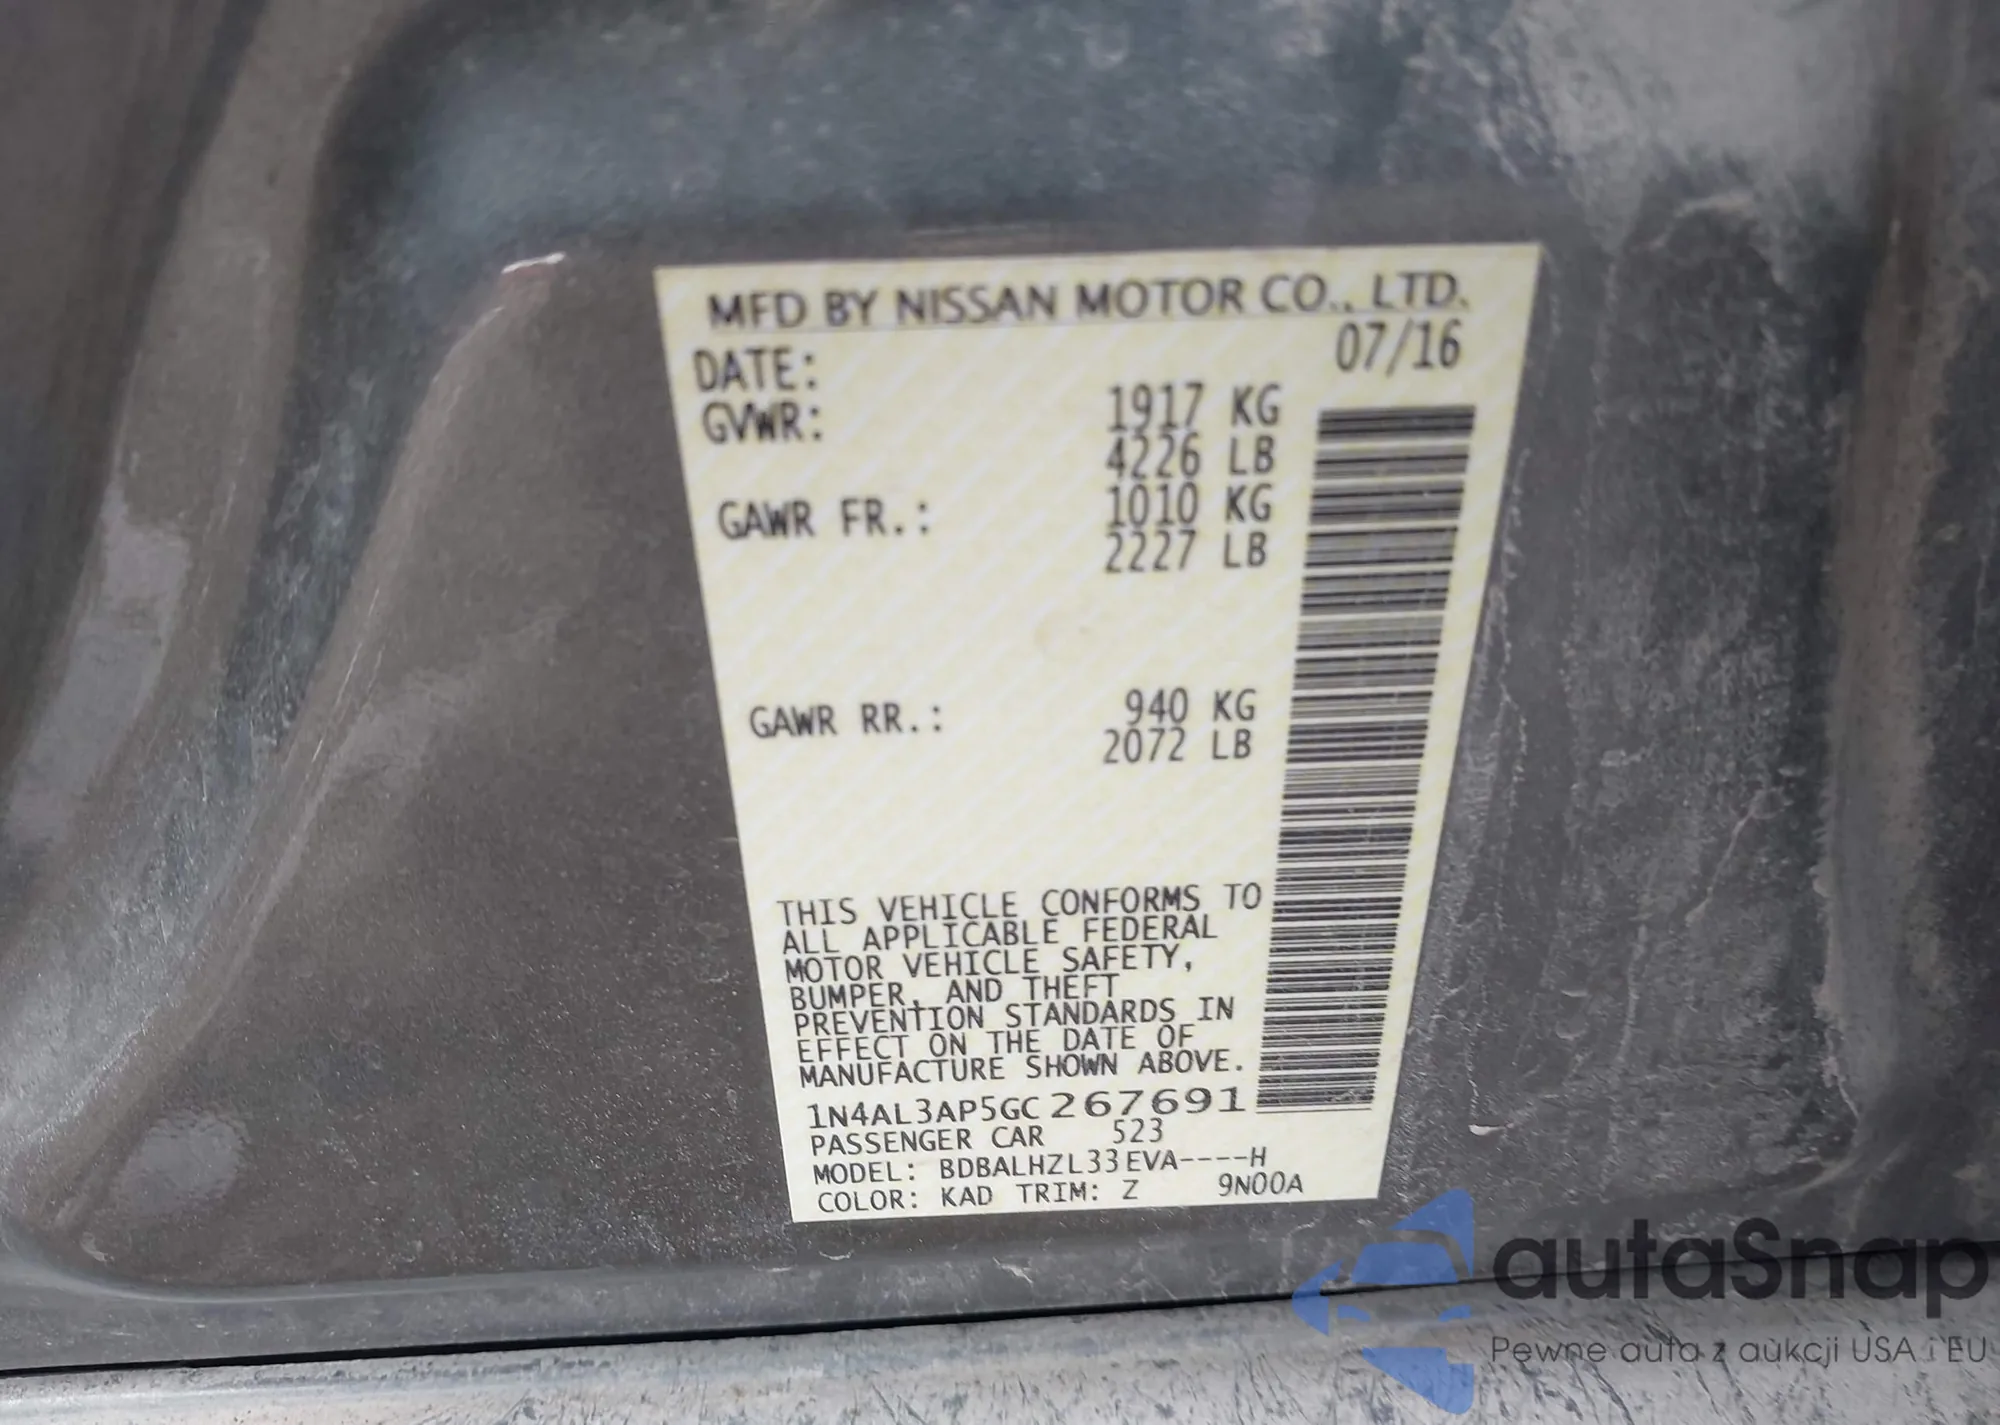 MFD BY NISSAN MOTOR CO., LTD.
DATE: 07/16
GVWR: 1917 KG
4226 LB
GAWR FR.: 1010 KG
2227 LB
GAWR RR.: 940 KG
2072 LB
THIS VEHICLE CONFORMS TO
ALL APPLICABLE FEDERAL
MOTOR VEHICLE SAFETY,
BUMPER, AND THEFT
PREVENTION STANDARDS IN
EFFECT ON THE DATE OF
MANUFACTURE SHOWN ABOVE.
1N4AL3AP5GC267691
PASSENGER CAR 523
MODEL: BDBALHZL33EVA----H
COLOR: KAD TRIM: Z 9N00A
autaSnap
Pewne auta z aukcji USA i EU